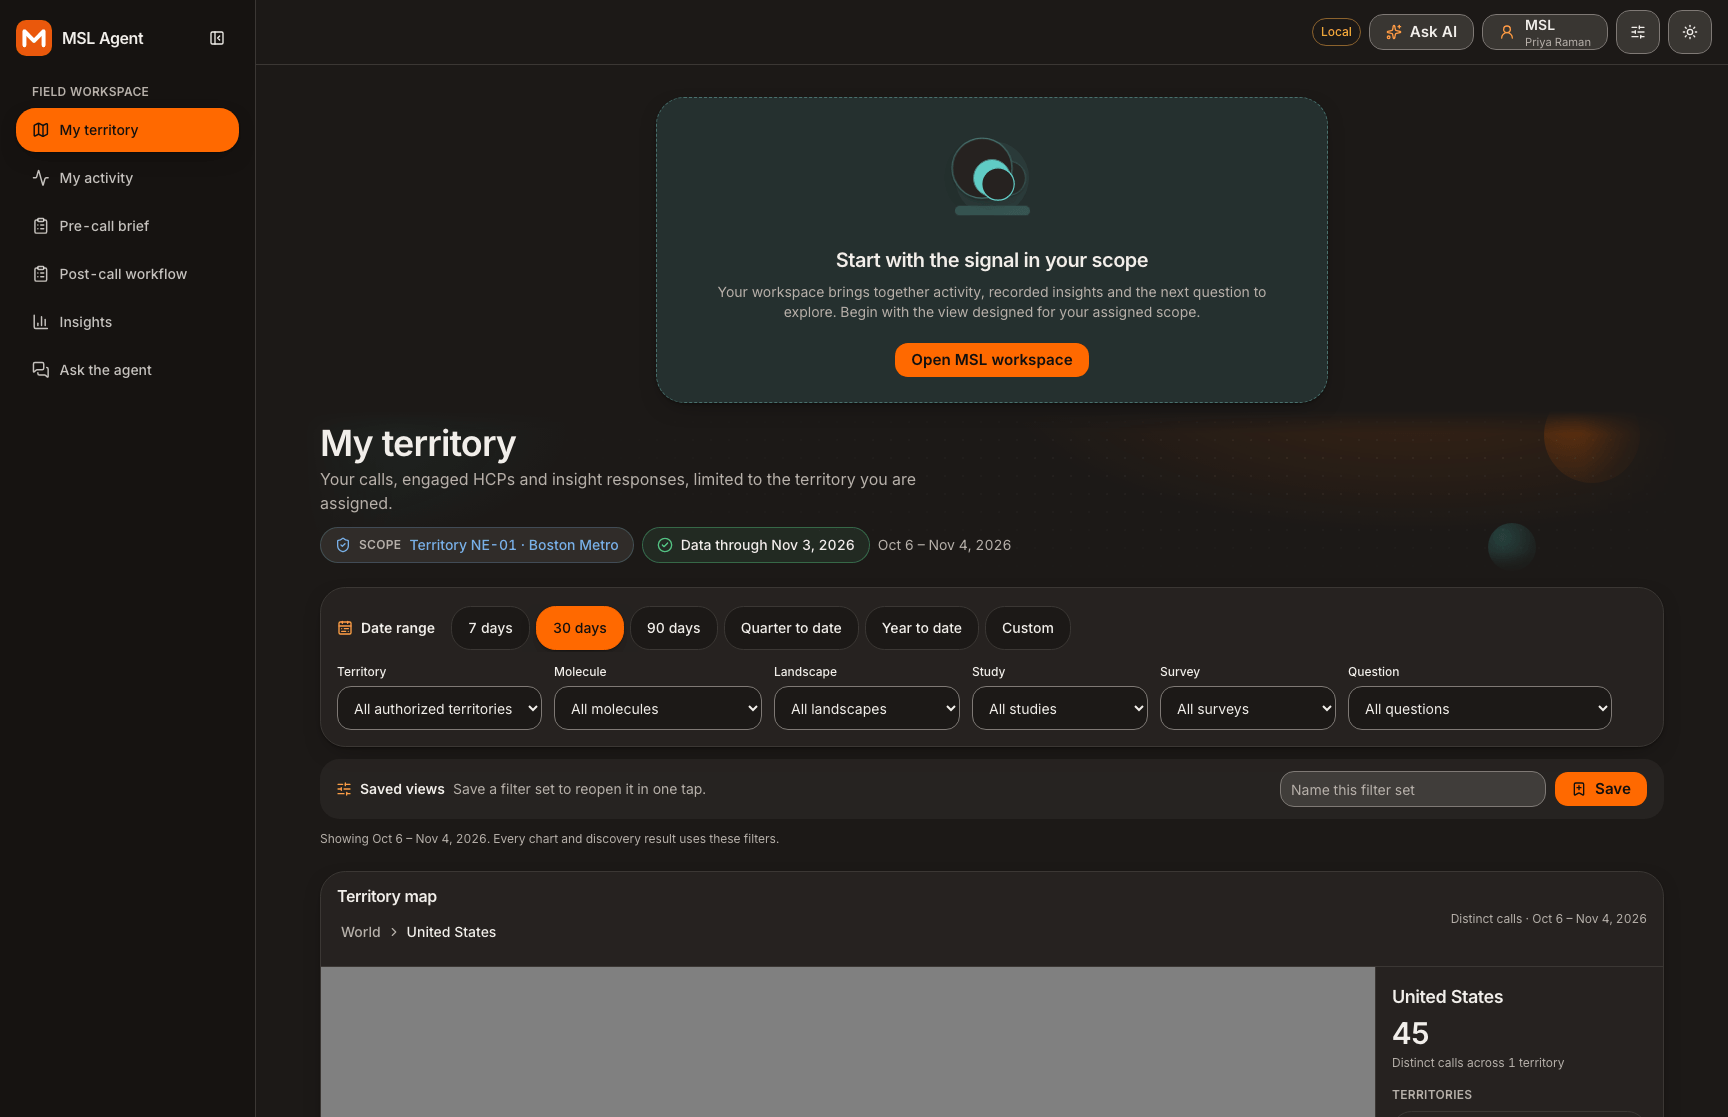 MSL Agent
Local
Ask AI
MSL
Priya Raman
FIELD WORKSPACE
My territory
My activity
Pre-call brief
Post-call workflow
Insights
Ask the agent
Start with the signal in your scope
Your workspace brings together activity, recorded insights and the next question to
explore. Begin with the view designed for your assigned scope.
Open MSL workspace
My territory
Your calls, engaged HCPs and insight responses, limited to the territory you are
assigned.
SCOPE Territory NE-01 · Boston Metro
Data through Nov 3, 2026
Oct 6 – Nov 4, 2026
Date range
7 days
30 days
90 days
Quarter to date
Year to date
Custom
Territory
Molecule
Landscape
Study
Survey
Question
All authorized territories
All molecules
All landscapes
All studies
All surveys
All questions
Saved views Save a filter set to reopen it in one tap.
Name this filter set
Save
Showing Oct 6 – Nov 4, 2026. Every chart and discovery result uses these filters.
Territory map
World > United States
Distinct calls · Oct 6 – Nov 4, 2026
United States
45
Distinct calls across 1 territory
TERRITORIES